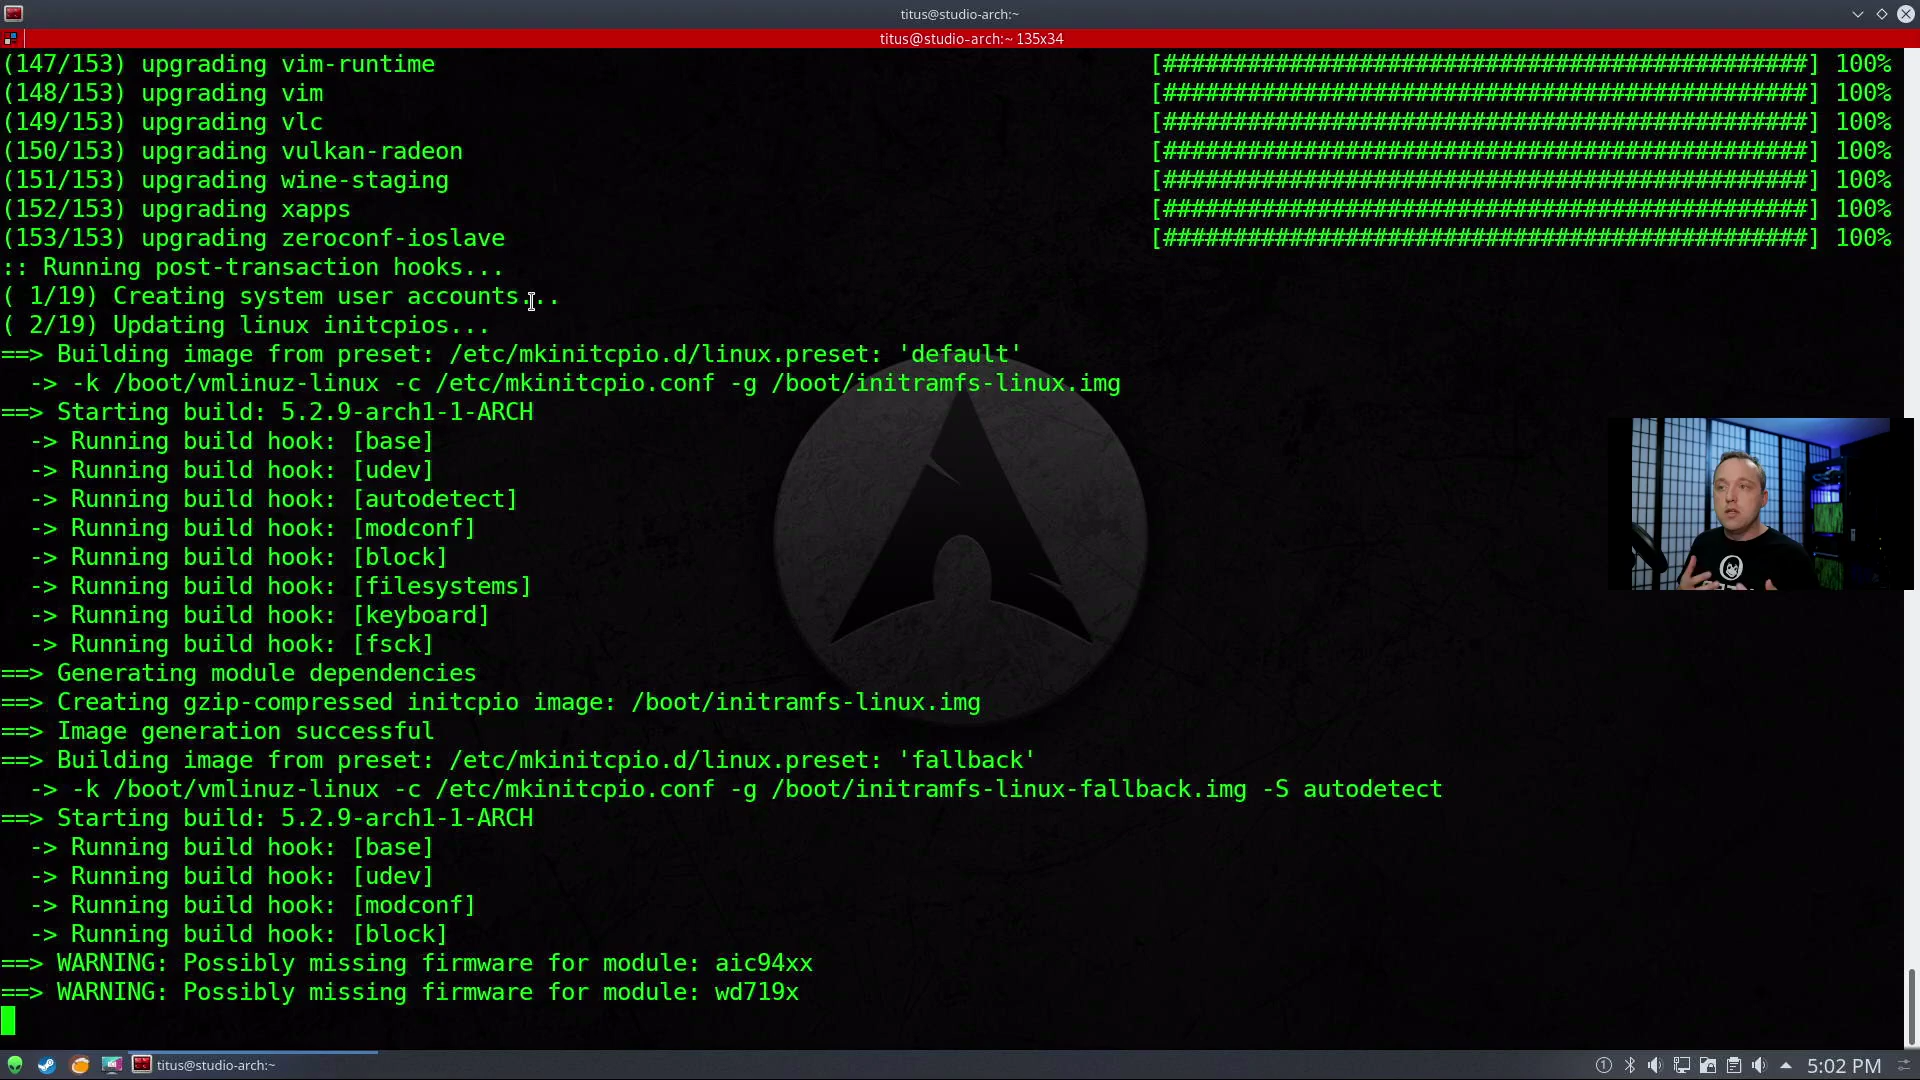 titus@studio-arch:~
titus@studio-arch:~ 135x34
(147/153) upgrading vim-runtime [##############################################] 100%
(148/153) upgrading vim [##############################################] 100%
(149/153) upgrading vlc [##############################################] 100%
(150/153) upgrading vulkan-radeon [##############################################] 100%
(151/153) upgrading wine-staging [##############################################] 100%
(152/153) upgrading xapps [##############################################] 100%
(153/153) upgrading zeroconf-ioslave [##############################################] 100%
:: Running post-transaction hooks...
( 1/19) Creating system user accounts...
( 2/19) Updating linux initcpios...
==> Building image from preset: /etc/mkinitcpio.d/linux.preset: 'default'
-> -k /boot/vmlinuz-linux -c /etc/mkinitcpio.conf -g /boot/initramfs-linux.img
==> Starting build: 5.2.9-arch1-1-ARCH
-> Running build hook: [base]
-> Running build hook: [udev]
-> Running build hook: [autodetect]
-> Running build hook: [modconf]
-> Running build hook: [block]
-> Running build hook: [filesystems]
-> Running build hook: [keyboard]
-> Running build hook: [fsck]
==> Generating module dependencies
==> Creating gzip-compressed initcpio image: /boot/initramfs-linux.img
==> Image generation successful
==> Building image from preset: /etc/mkinitcpio.d/linux.preset: 'fallback'
-> -k /boot/vmlinuz-linux -c /etc/mkinitcpio.conf -g /boot/initramfs-linux-fallback.img -S autodetect
==> Starting build: 5.2.9-arch1-1-ARCH
-> Running build hook: [base]
-> Running build hook: [udev]
-> Running build hook: [modconf]
-> Running build hook: [block]
==> WARNING: Possibly missing firmware for module: aic94xx
==> WARNING: Possibly missing firmware for module: wd719x
titus@studio-arch:~
5:02 PM